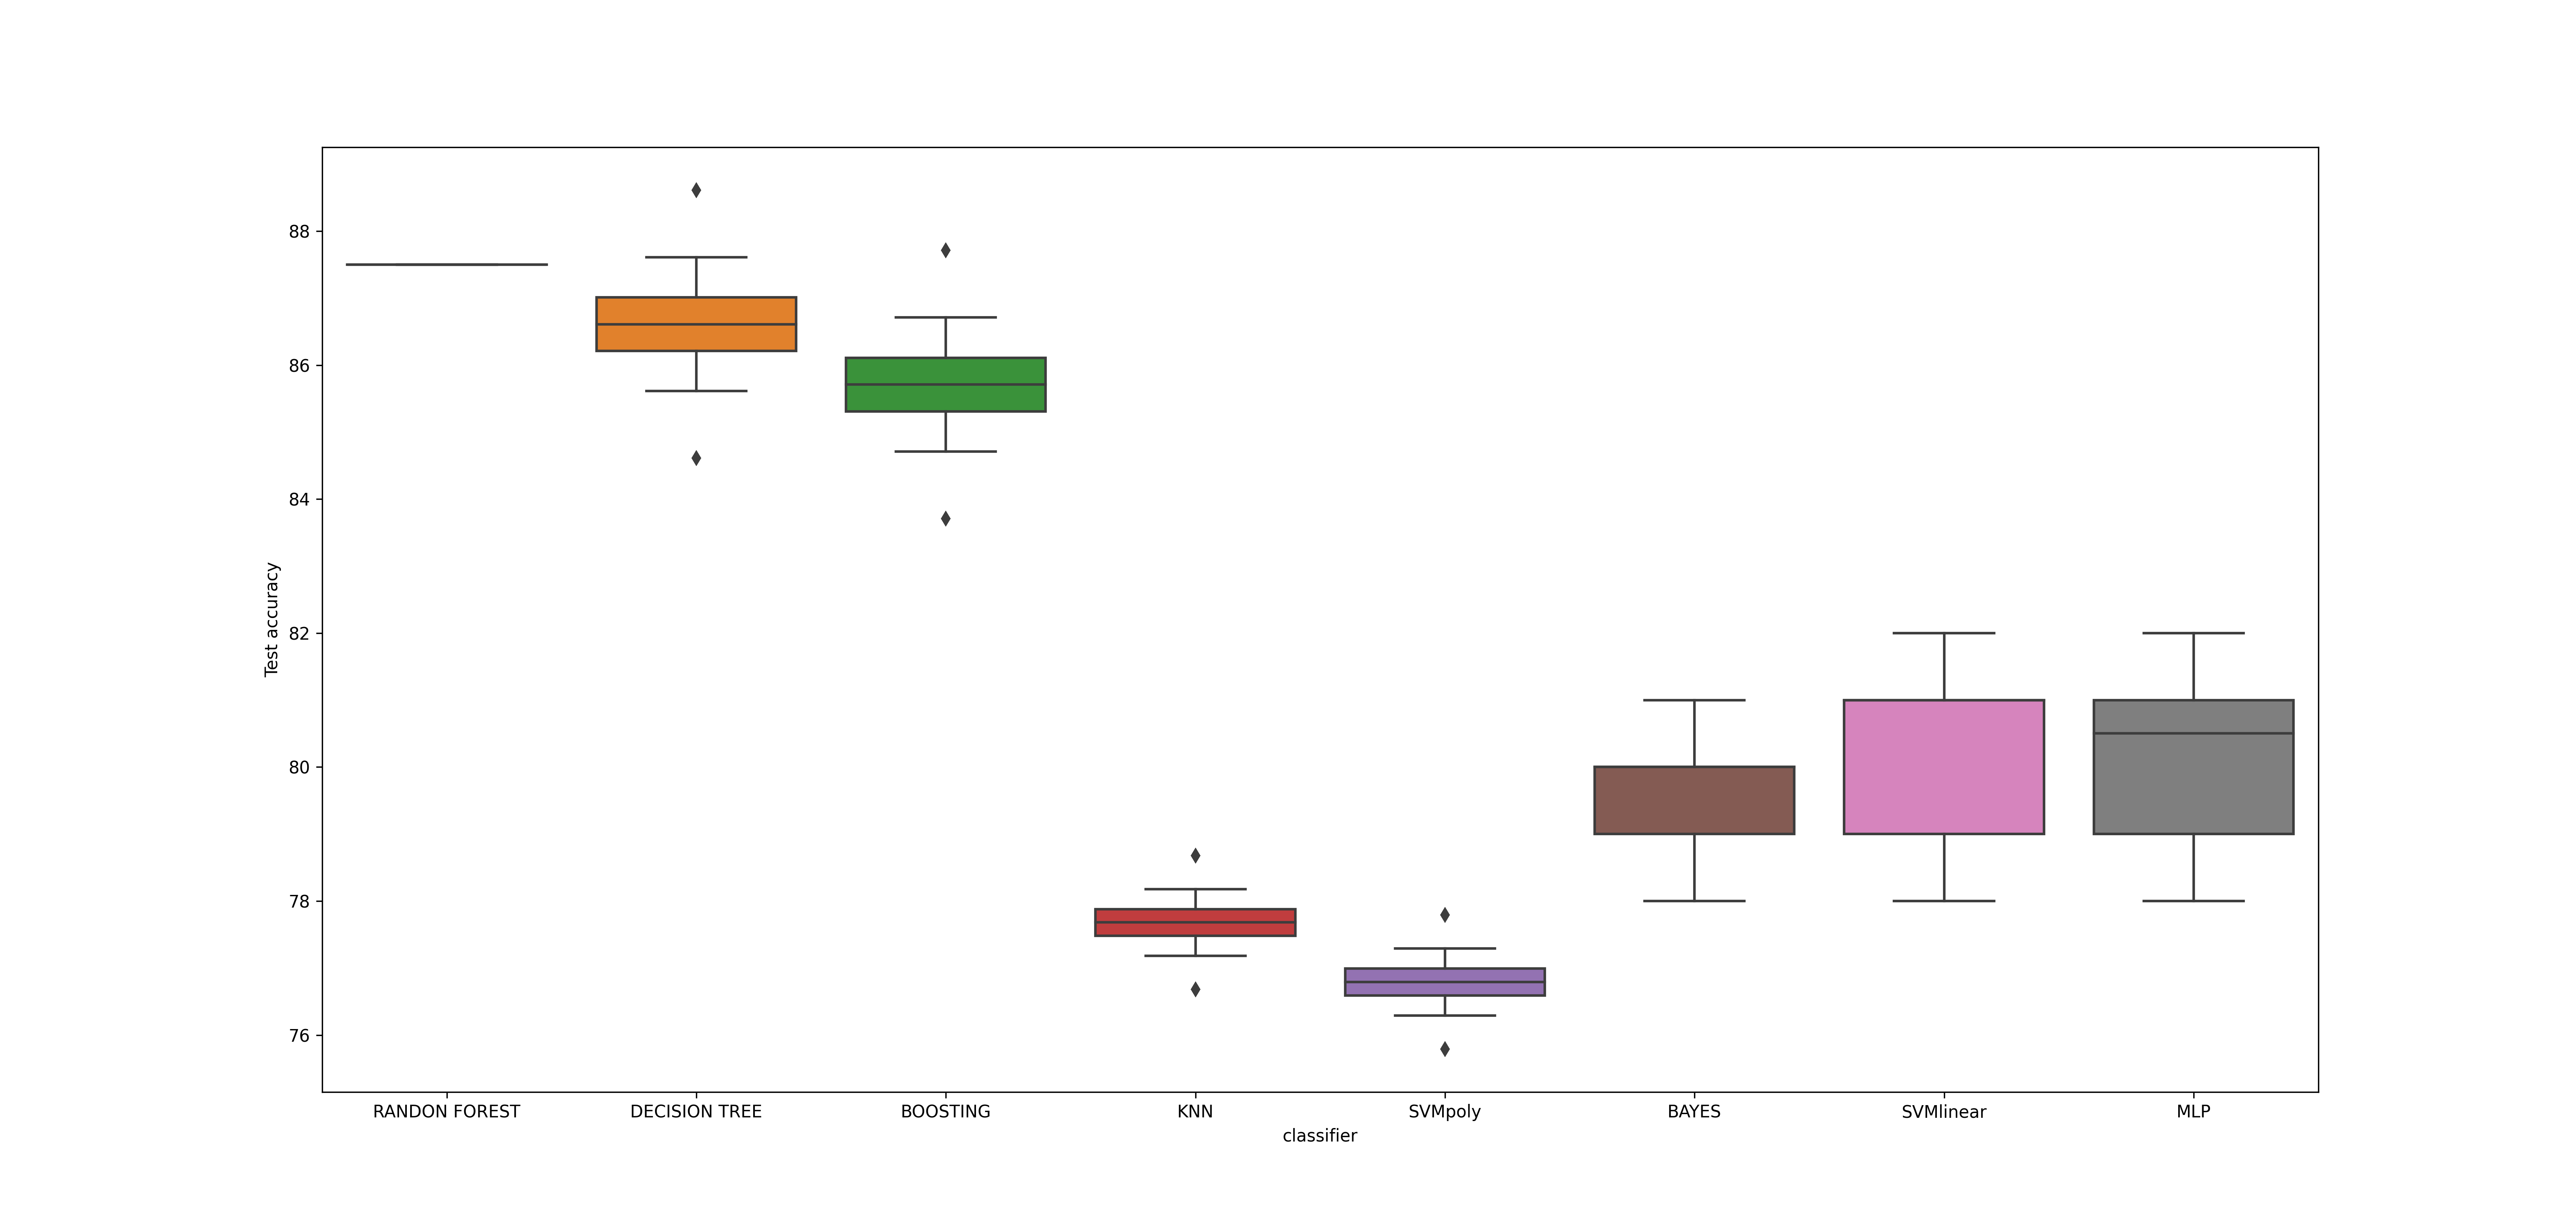 88
86
84
82
80
78
76
Test accuracy
RANDON FOREST
DECISION TREE
BOOSTING
KNN
SVMpoly
BAYES
SVMlinear
MLP
classifier